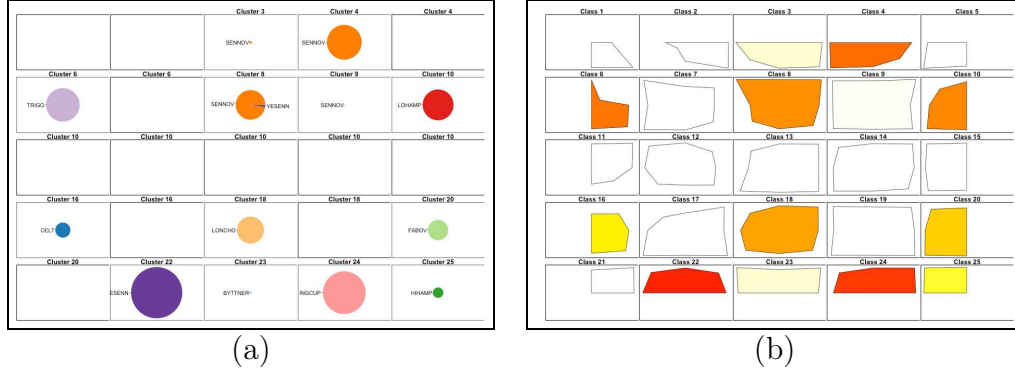 Cluster 3 Cluster 4 Cluster 4
SENNOV SENNOV
Cluster 6 Cluster 6 Cluster 8 Cluster 9 Cluster 10
TRIGO SENNOV YESENN SENNOV LOHAMP
Cluster 10 Cluster 10 Cluster 10 Cluster 10 Cluster 10
Cluster 16 Cluster 16 Cluster 18 Cluster 18 Cluster 20
CELT LONCHO FABOV
Cluster 20 Cluster 22 Cluster 23 Cluster 24 Cluster 25
ESENN BYTTNER INGCUP HIHAMP
(a)
Class 1 Class 2 Class 3 Class 4 Class 5
Class 6 Class 7 Class 8 Class 9 Class 10
Class 11 Class 12 Class 13 Class 14 Class 15
Class 16 Class 17 Class 18 Class 19 Class 20
Class 21 Class 22 Class 23 Class 24 Class 25
(b)